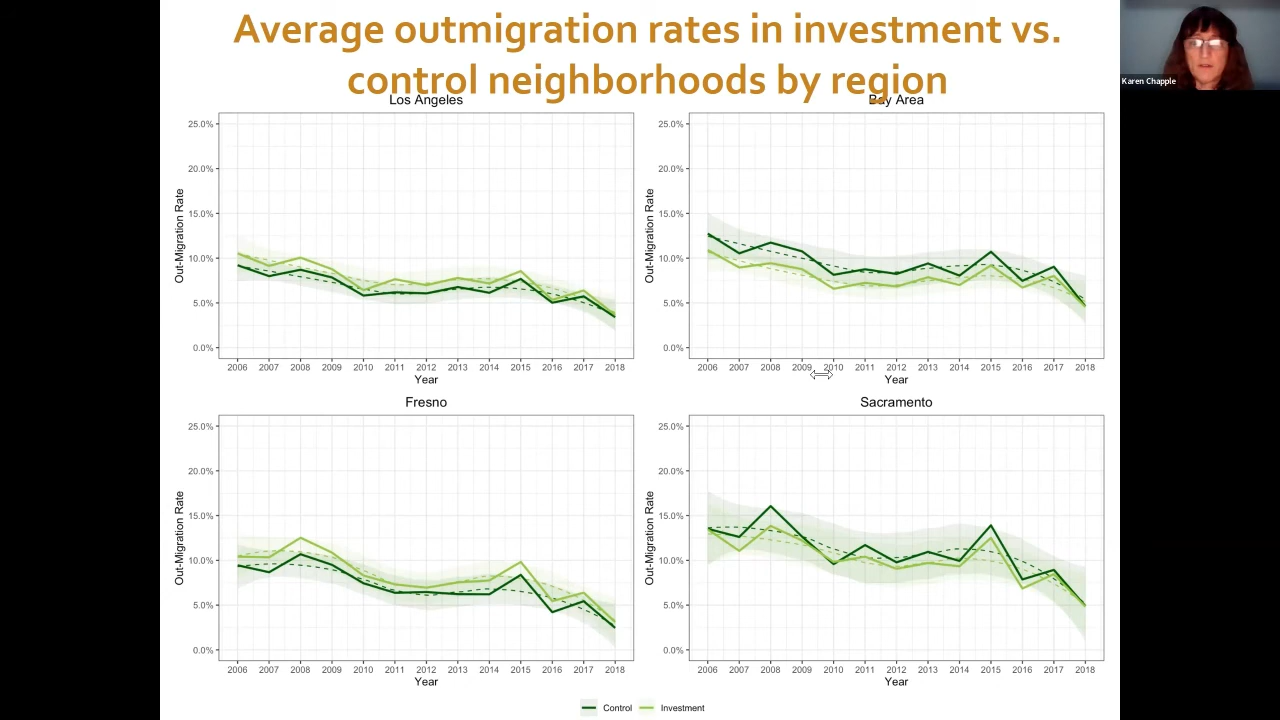 Average outmigration rates in investment vs.
control neighborhoods by region
Karen Chapple
Los Angeles
25.0%
20.0%
15.0%
10.0%
5.0%
0.0%
Out-Migration Rate
2006 2007 2008 2009 2010 2011 2012 2013 2014 2015 2016 2017 2018
Year
Bay Area
25.0%
20.0%
15.0%
10.0%
5.0%
0.0%
Out-Migration Rate
2006 2007 2008 2009 2010 2011 2012 2013 2014 2015 2016 2017 2018
Year
Fresno
25.0%
20.0%
15.0%
10.0%
5.0%
0.0%
Out-Migration Rate
2006 2007 2008 2009 2010 2011 2012 2013 2014 2015 2016 2017 2018
Year
Sacramento
25.0%
20.0%
15.0%
10.0%
5.0%
0.0%
Out-Migration Rate
2006 2007 2008 2009 2010 2011 2012 2013 2014 2015 2016 2017 2018
Year
Control Investment